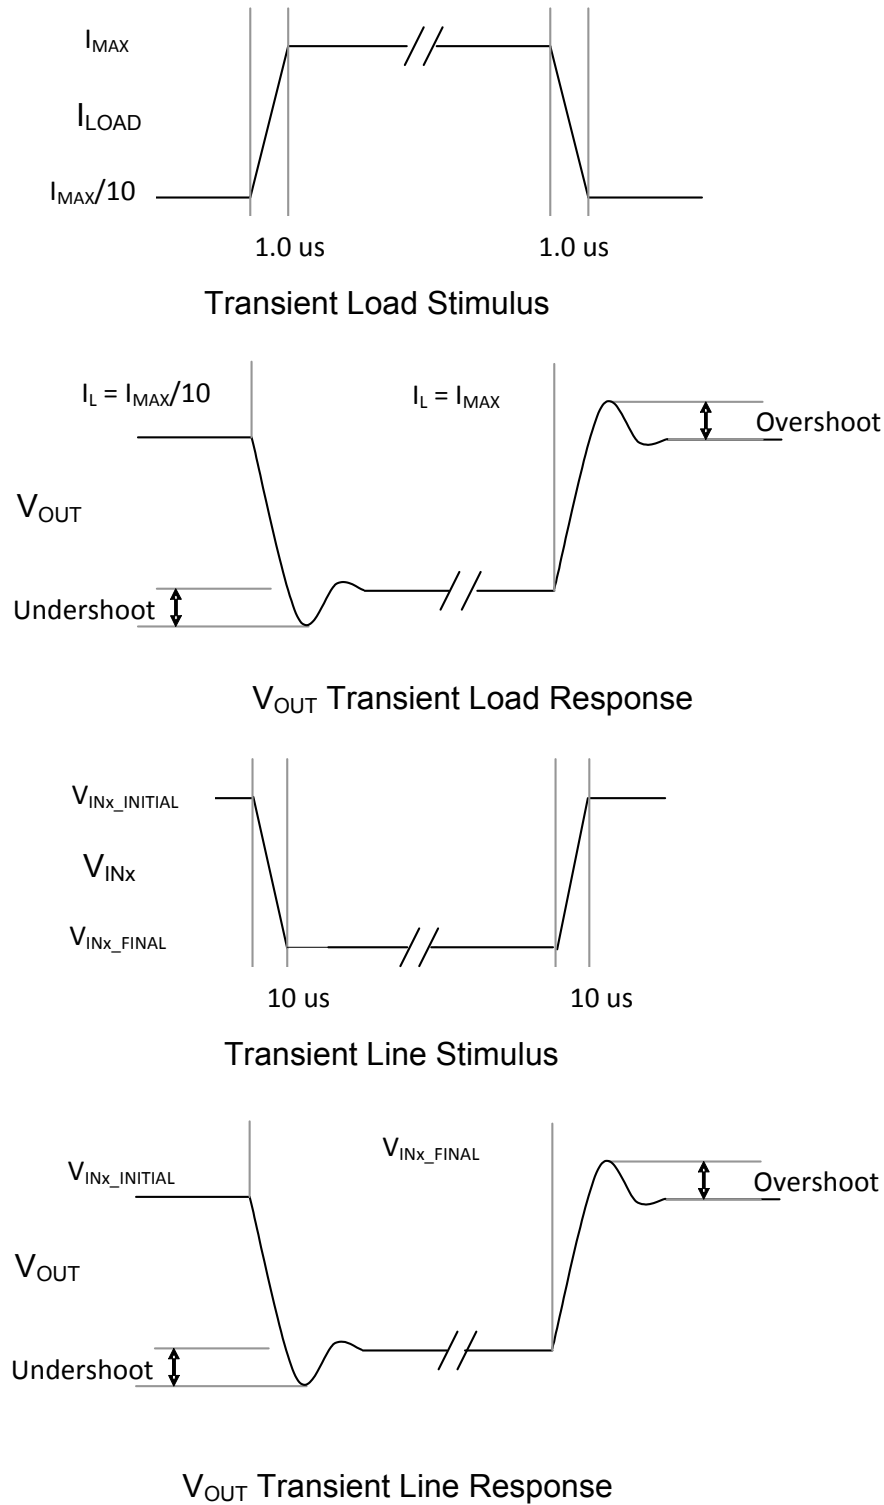 I_MAX
I_LOAD
I_MAX/10
1.0 us 1.0 us
Transient Load Stimulus
I_L = I_MAX/10 I_L = I_MAX
Overshoot
V_OUT
Undershoot
V_OUT Transient Load Response
V_INx_INITIAL
V_INx
V_INx_FINAL
10 us 10 us
Transient Line Stimulus
V_INx_INITIAL V_INx_FINAL
Overshoot
V_OUT
Undershoot
V_OUT Transient Line Response